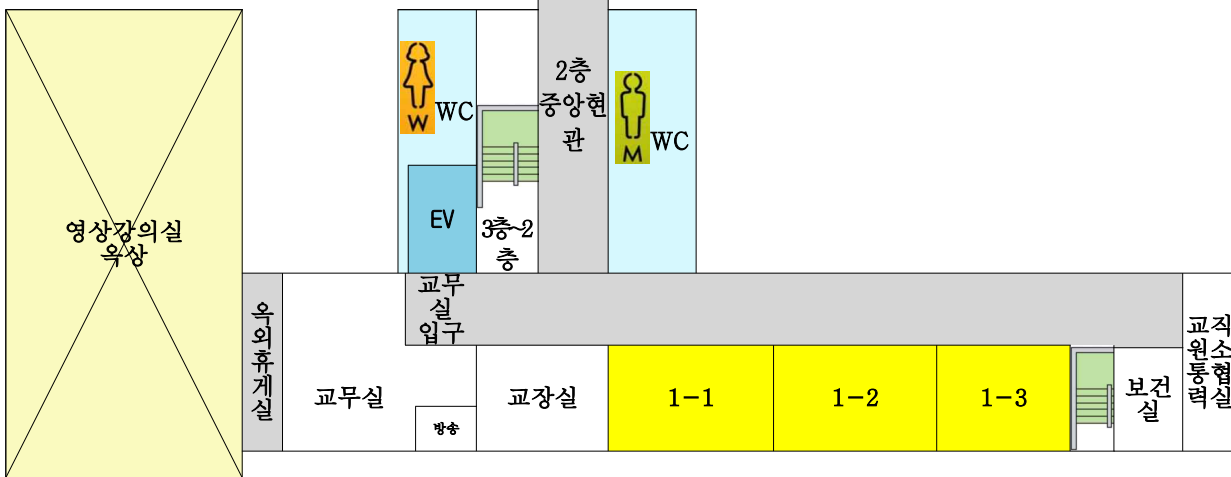 영상강의실
옥상
W
WC
EV
3층~2
층
2층
중앙현
관
M
WC
옥외휴게실
교무실
교무
실
입구
방송
교장실
1-1
1-2
1-3
보건
실
교직
원소
통협
력실